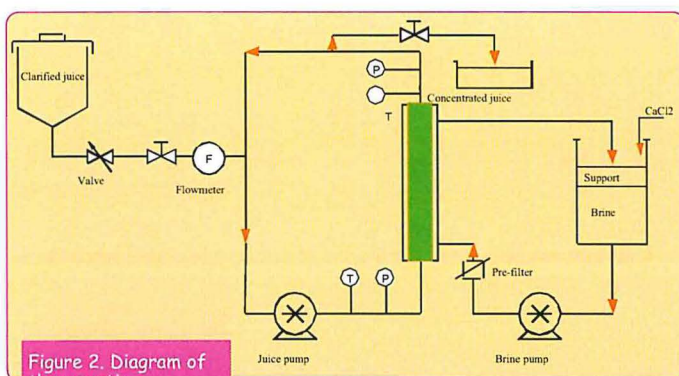 Clarified juice
P
Concentrated juice
T
CaCl2
Support
Brine
F
Valve
Flowmeter
T
P
Pre-filter
Juice pump
Brine pump
Figure 2. Diagram of